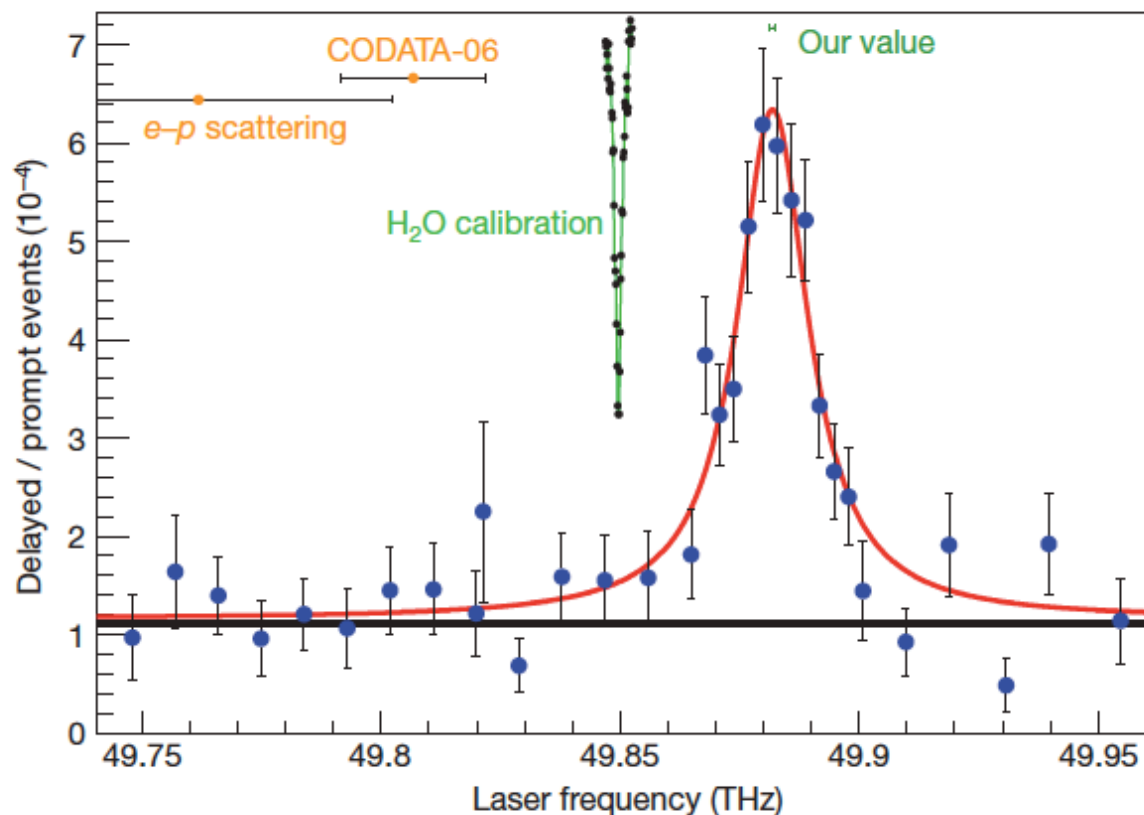 Delayed / prompt events (10⁻⁴)
7
6
5
4
3
2
1
0
CODATA-06
e–p scattering
H₂O calibration
Our value
49.75
49.8
49.85
49.9
49.95
Laser frequency (THz)